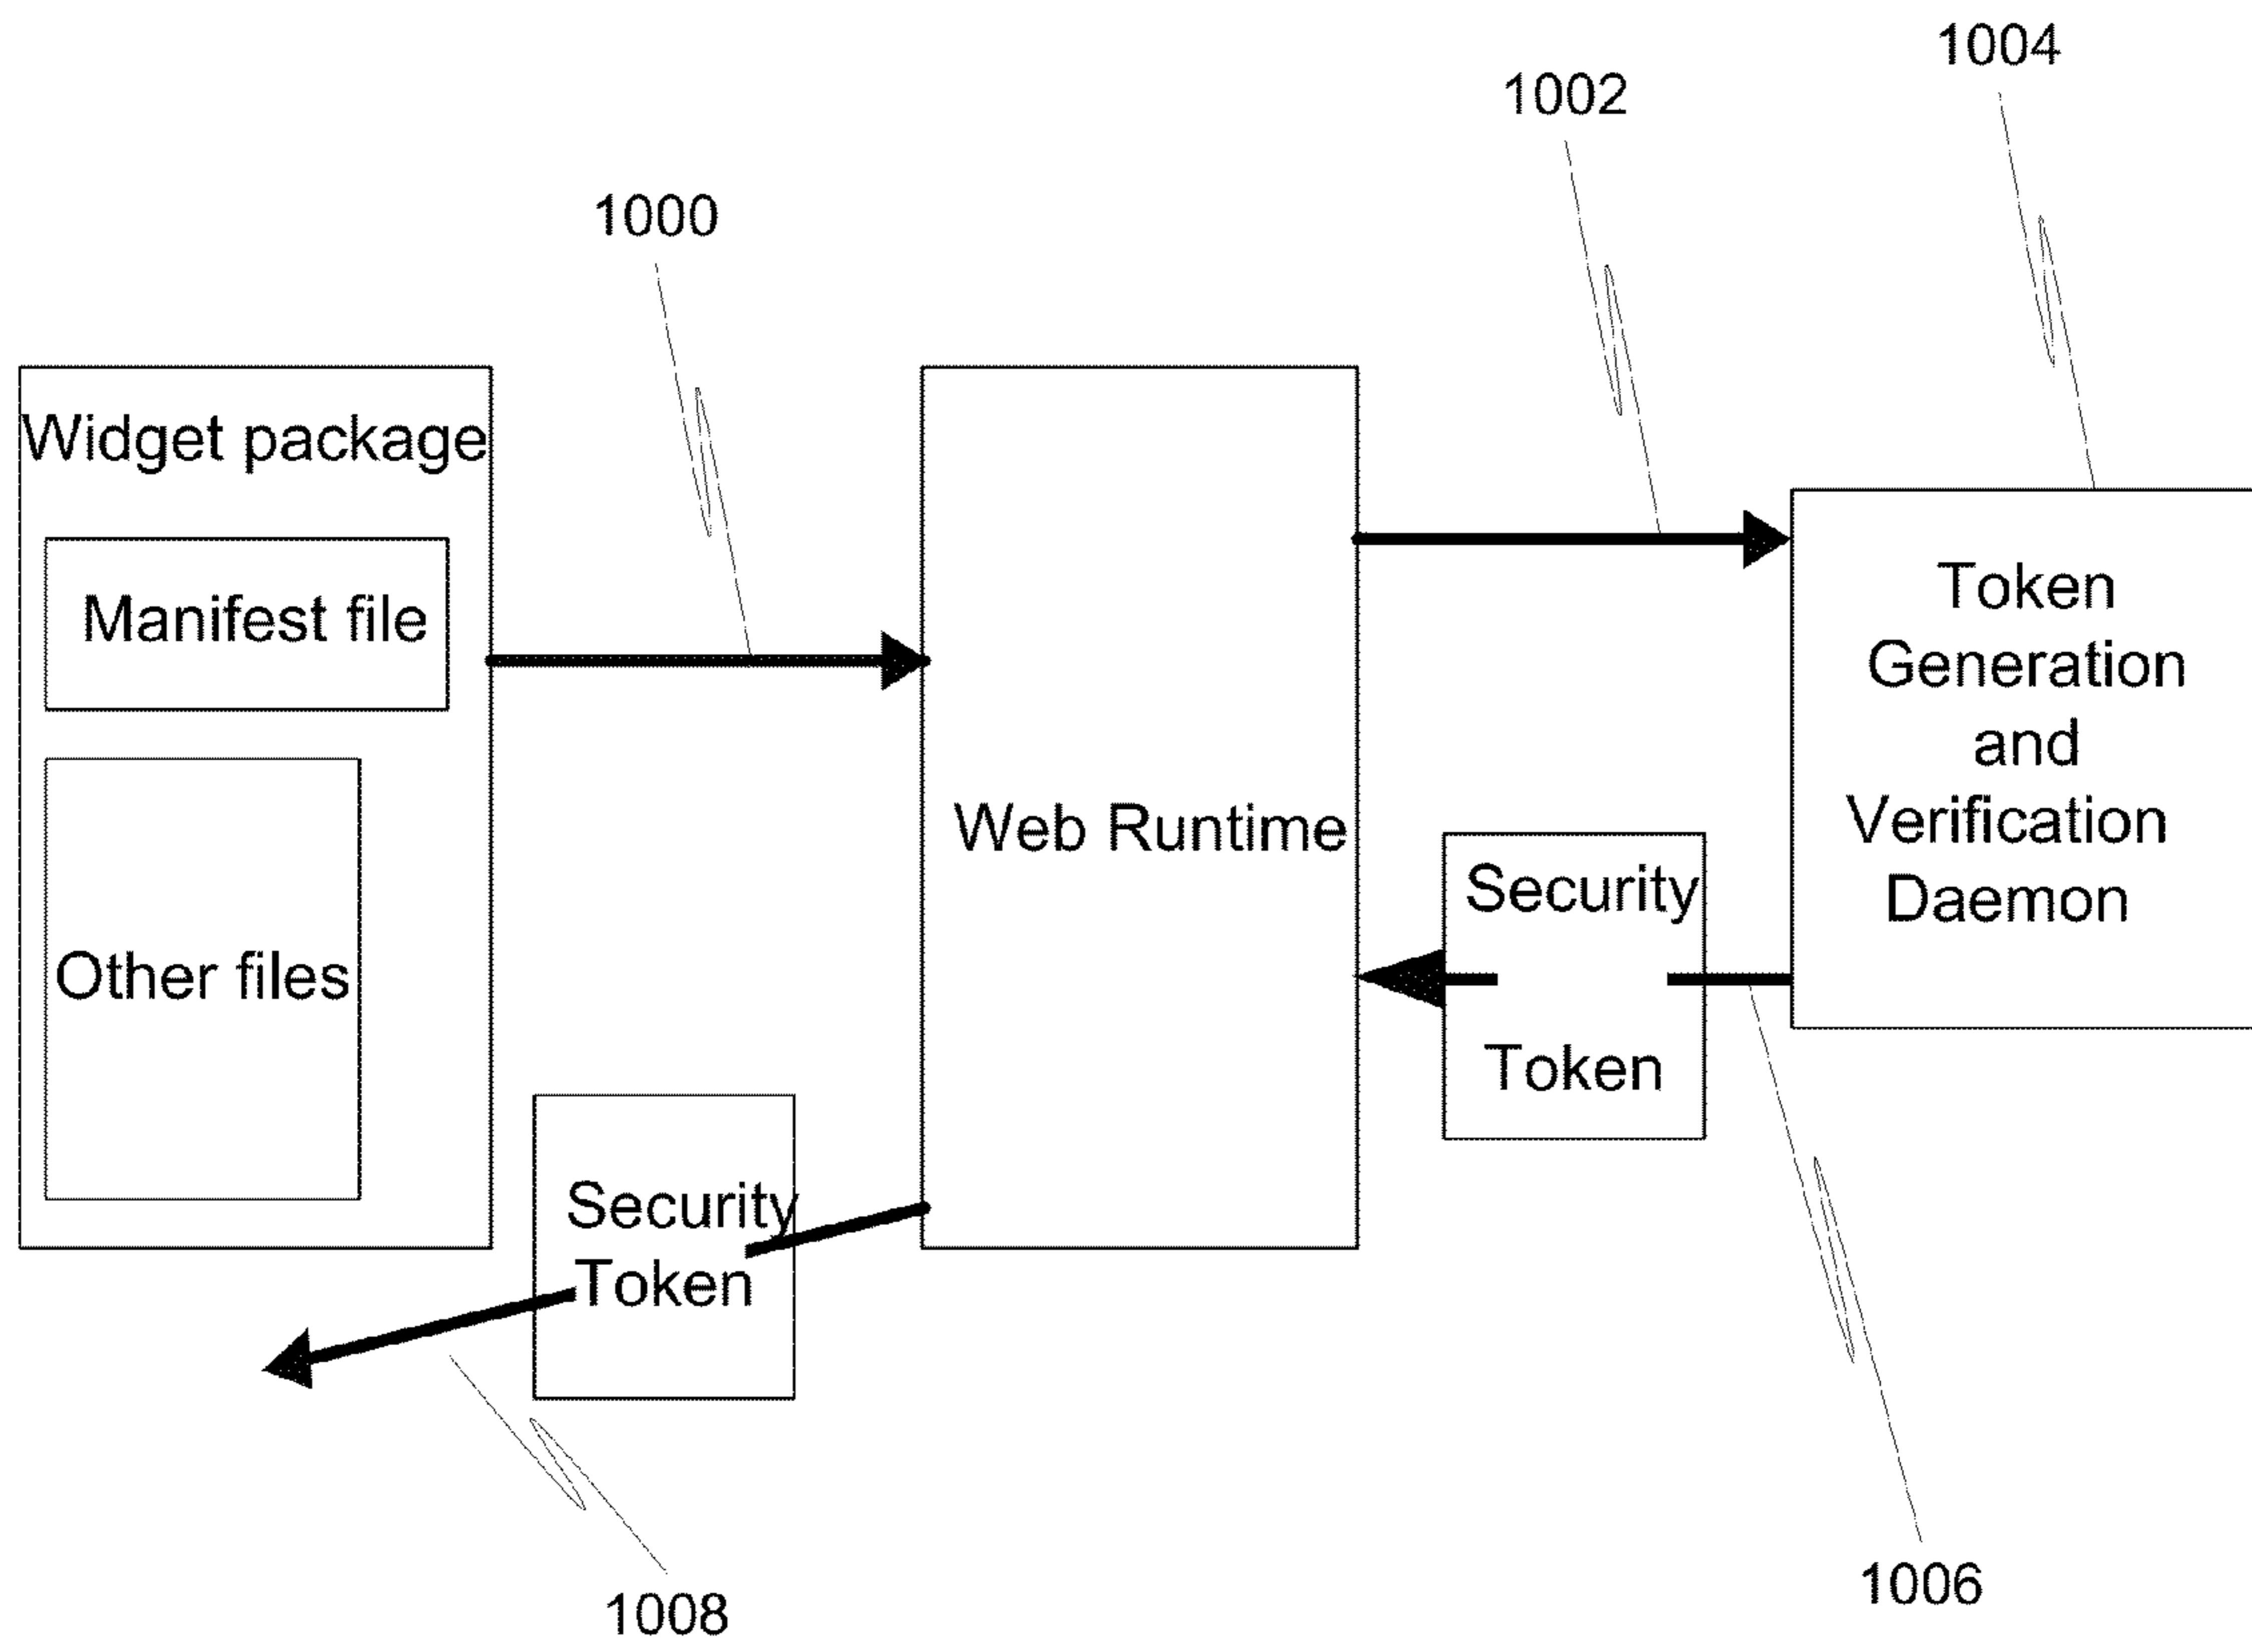 1004
1002
1000
Widget package
Manifest file
Other files
Web Runtime
Token
Generation
and
Verification
Daemon
Security
Token
Security
Token
1006
1008